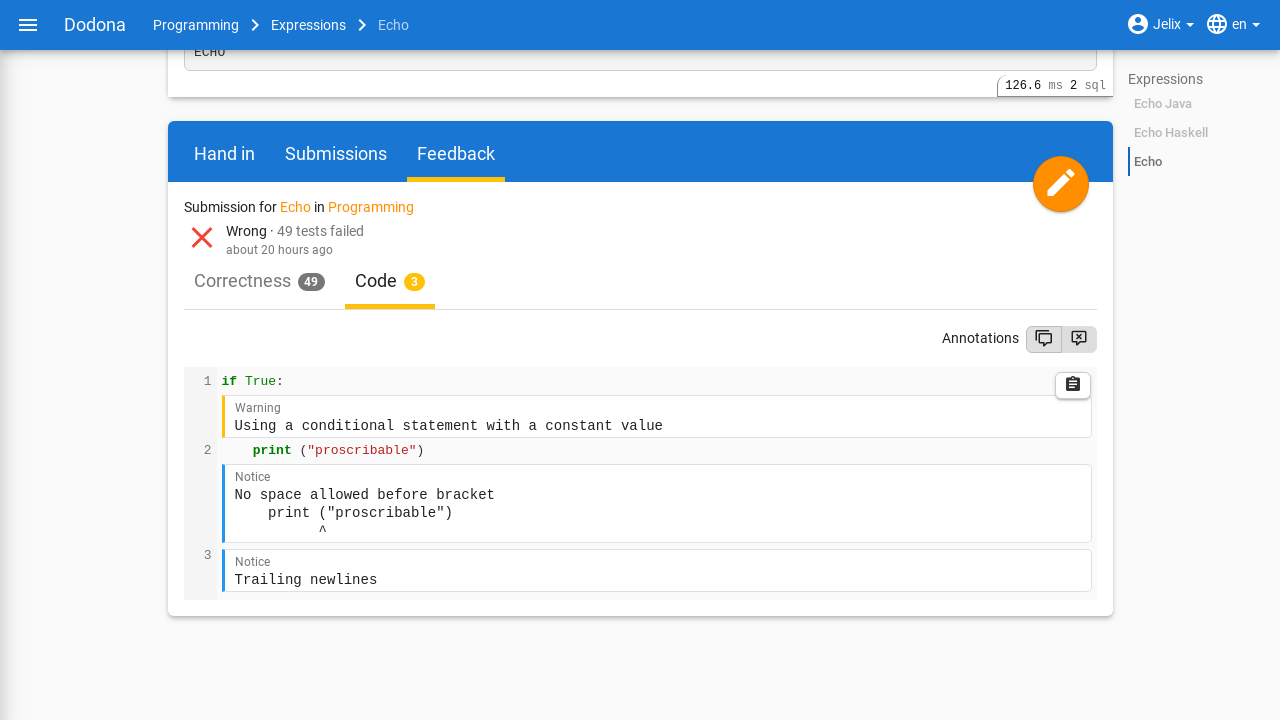 Dodona Programming Expressions Echo Jelix en
ECHO
126.6 ms 2 sql
Expressions
Echo Java
Echo Haskell
Echo
Hand in Submissions Feedback
Submission for Echo in Programming
Wrong · 49 tests failed
about 20 hours ago
Correctness 49 Code 3
Annotations
1 if True:
Warning
Using a conditional statement with a constant value
2     print ("proscribable")
Notice
No space allowed before bracket
    print ("proscribable")
          ^
3
Notice
Trailing newlines